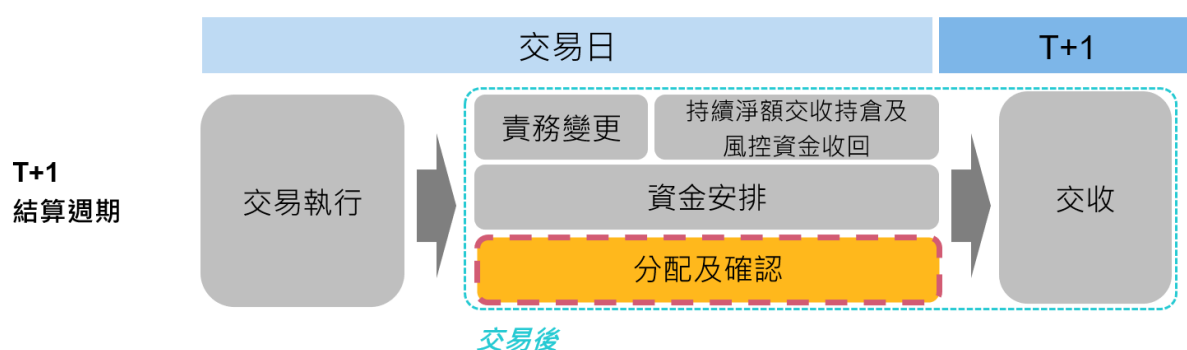 交易日
T+1
T+1
結算週期
交易執行
責務變更
持續淨額交收持倉及
風控資金收回
資金安排
分配及確認
交收
交易後